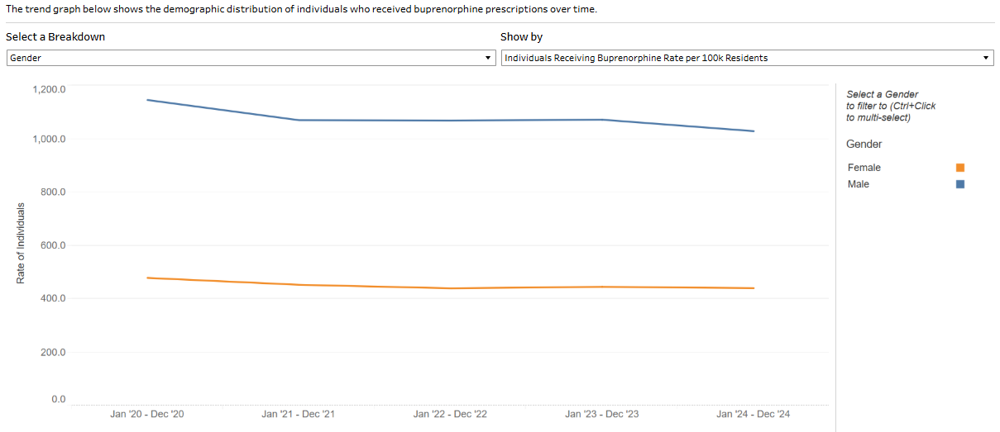 The trend graph below shows the demographic distribution of individuals who received buprenorphine prescriptions over time.
Select a Breakdown
Show by
Gender
Individuals Receiving Buprenorphine Rate per 100k Residents
1,200.0
1,000.0
800.0
600.0
400.0
200.0
0.0
Rate of Individuals
Jan '20 - Dec '20
Jan '21 - Dec '21
Jan '22 - Dec '22
Jan '23 - Dec '23
Jan '24 - Dec '24
Select a Gender
to filter to (Ctrl+Click
to multi-select)
Gender
Female
Male